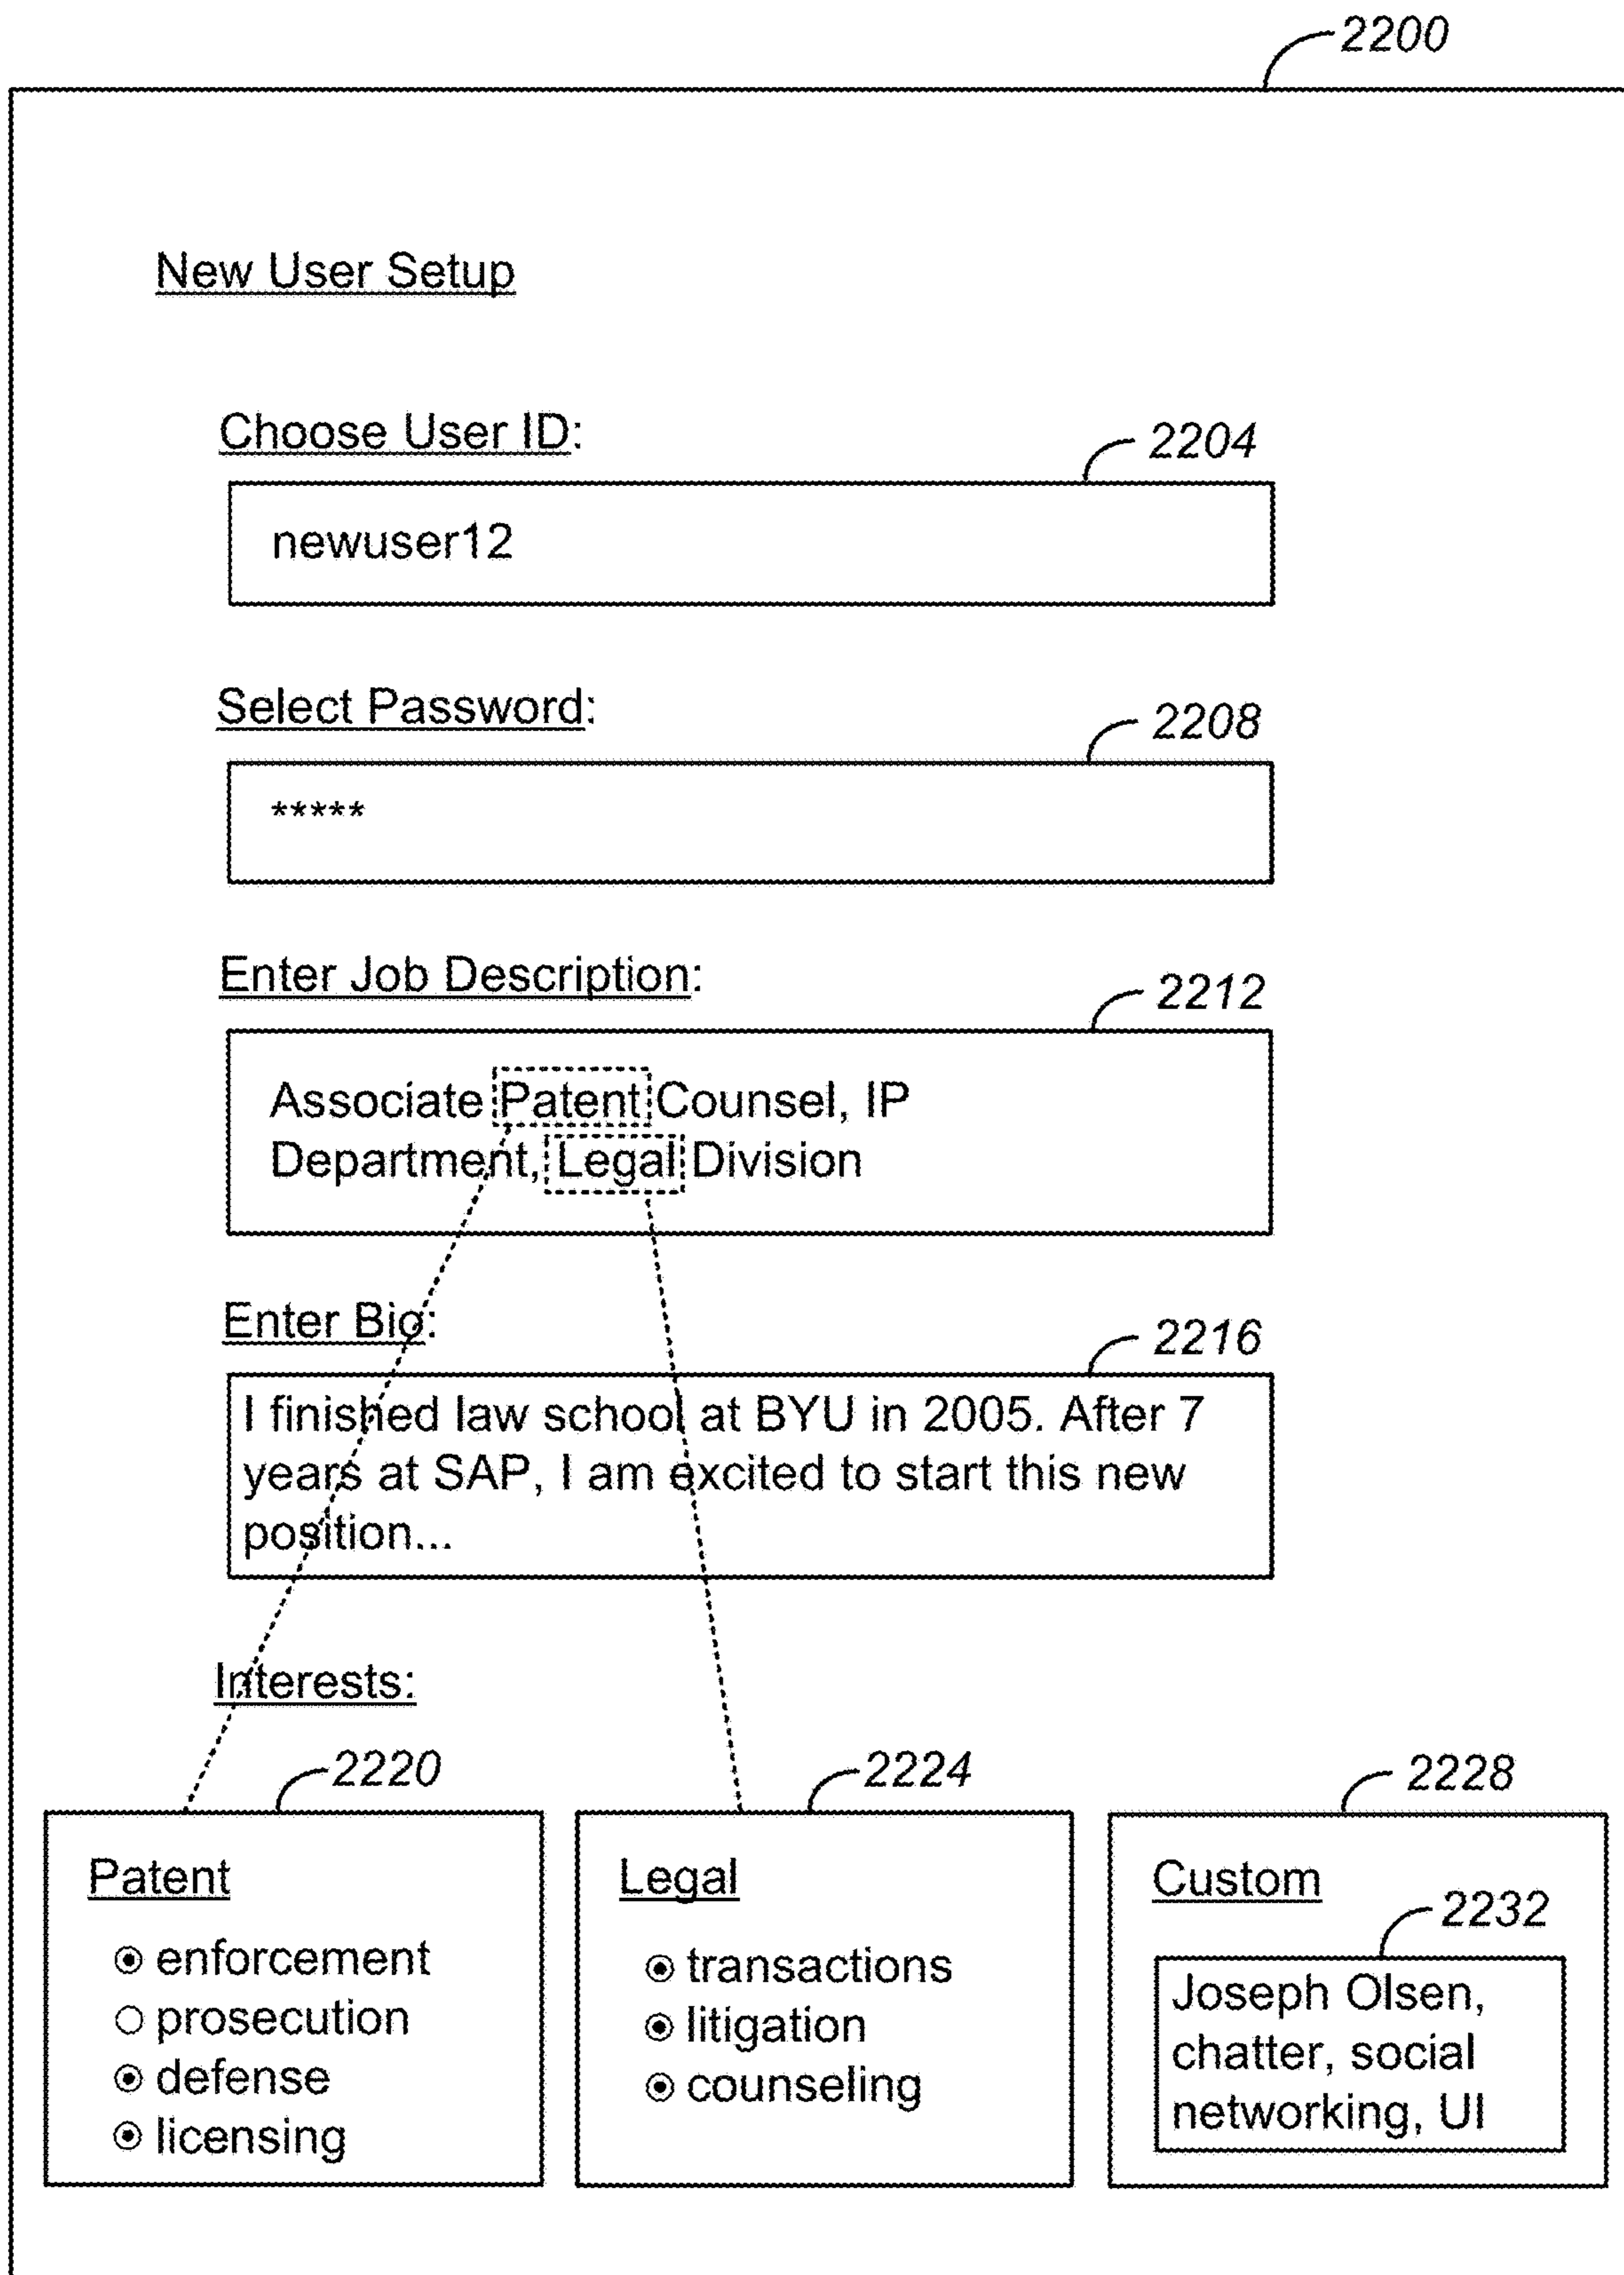 2200
New User Setup
Choose User ID:
2204
newuser12
Select Password:
2208
*****
Enter Job Description:
2212
Associate Patent Counsel, IP
Department, Legal Division
Enter Bio:
2216
I finished law school at BYU in 2005. After 7
years at SAP, I am excited to start this new
position...
Interests:
2220
Patent
enforcement
prosecution
defense
licensing
2224
Legal
transactions
litigation
counseling
2228
Custom
2232
Joseph Olsen,
chatter, social
networking, UI